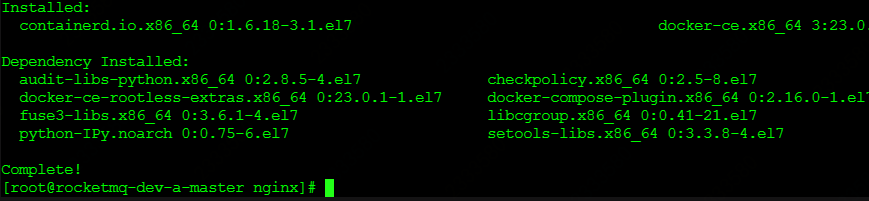 Installed:
containerd.io.x86_64 0:1.6.18-3.1.el7 docker-ce.x86_64 3:23.0.
Dependency Installed:
audit-libs-python.x86_64 0:2.8.5-4.el7 checkpolicy.x86_64 0:2.5-8.el7
docker-ce-rootless-extras.x86_64 0:23.0.1-1.el7 docker-compose-plugin.x86_64 0:2.16.0-1.el7
fuse3-libs.x86_64 0:3.6.1-4.el7 libcgroup.x86_64 0:0.41-21.el7
python-IPy.noarch 0:0.75-6.el7 setools-libs.x86_64 0:3.3.8-4.el7
Complete!
[root@rocketmq-dev-a-master nginx]#